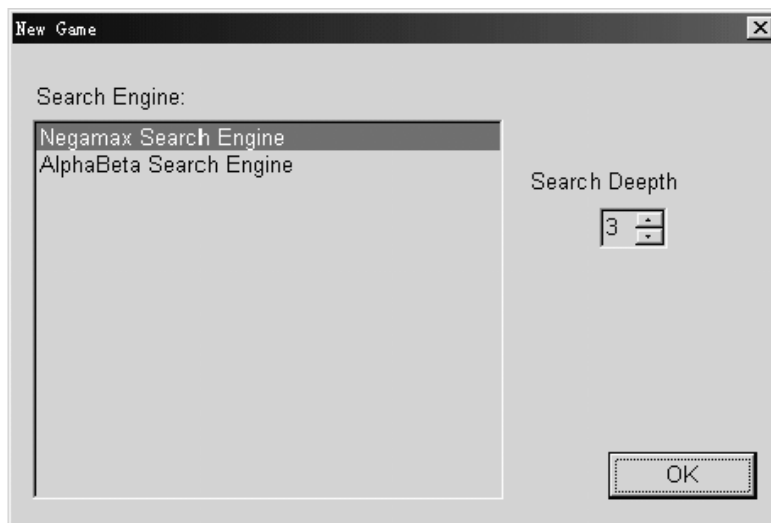 New Game
Search Engine:
Negamax Search Engine
AlphaBeta Search Engine
Search Deepth
3
OK